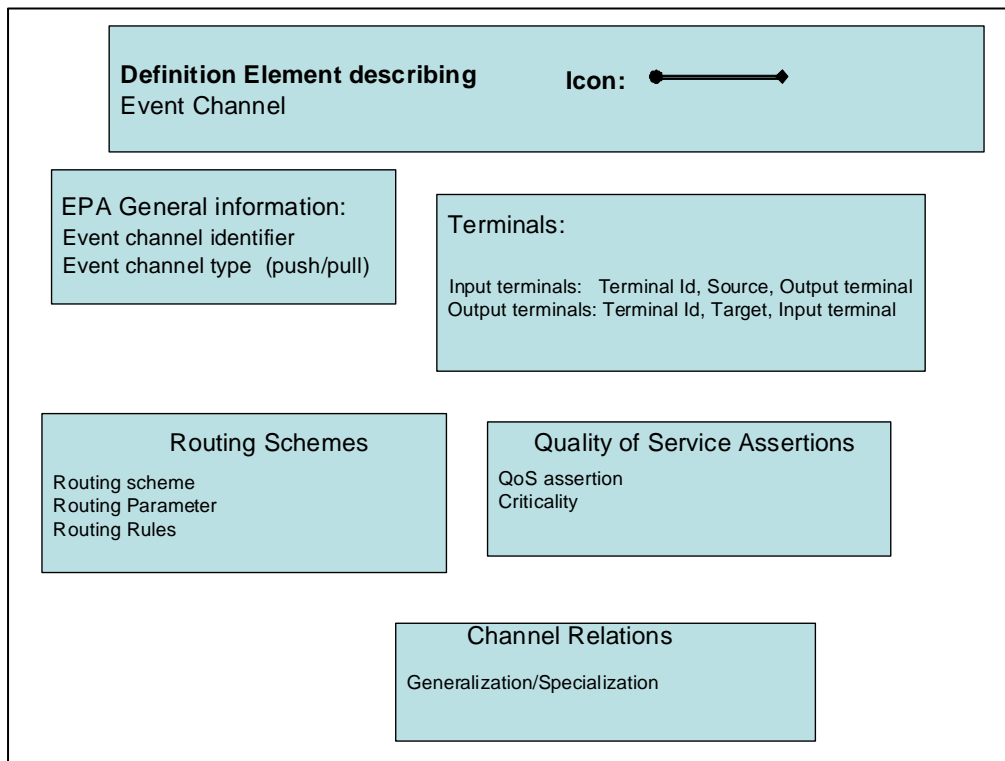 Definition Element describing Icon:
Event Channel
EPA General information:
Event channel identifier
Event channel type (push/pull)
Terminals:
Input terminals: Terminal Id, Source, Output terminal
Output terminals: Terminal Id, Target, Input terminal
Routing Schemes
Routing scheme
Routing Parameter
Routing Rules
Quality of Service Assertions
QoS assertion
Criticality
Channel Relations
Generalization/Specialization